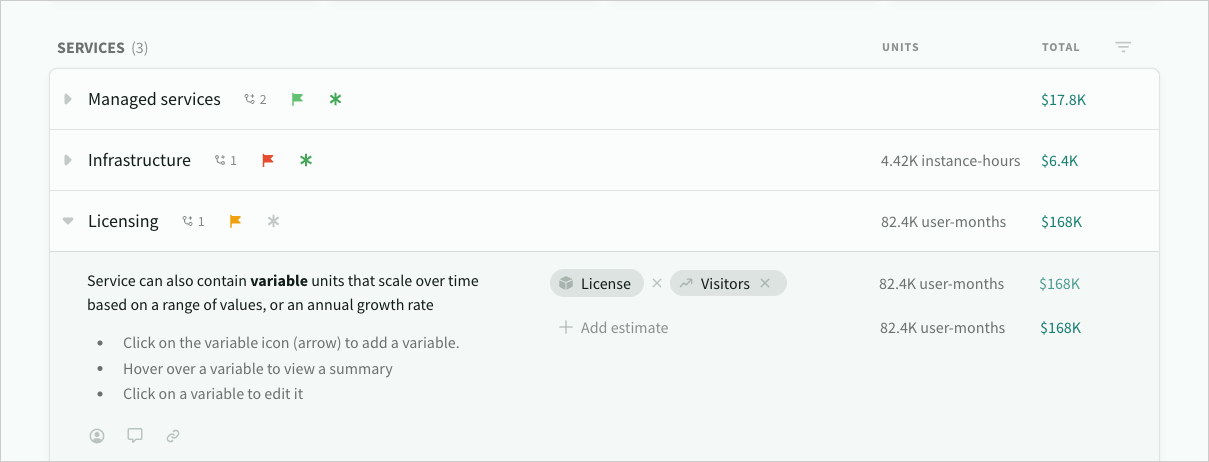 SERVICES (3) UNITS TOTAL
Managed services 2 $17.8K
Infrastructure 1 4.42K instance-hours $6.4K
Licensing 1 82.4K user-months $168K
Service can also contain variable units that scale over time
based on a range of values, or an annual growth rate
• Click on the variable icon (arrow) to add a variable.
• Hover over a variable to view a summary
• Click on a variable to edit it
License × Visitors × 82.4K user-months $168K
+ Add estimate 82.4K user-months $168K